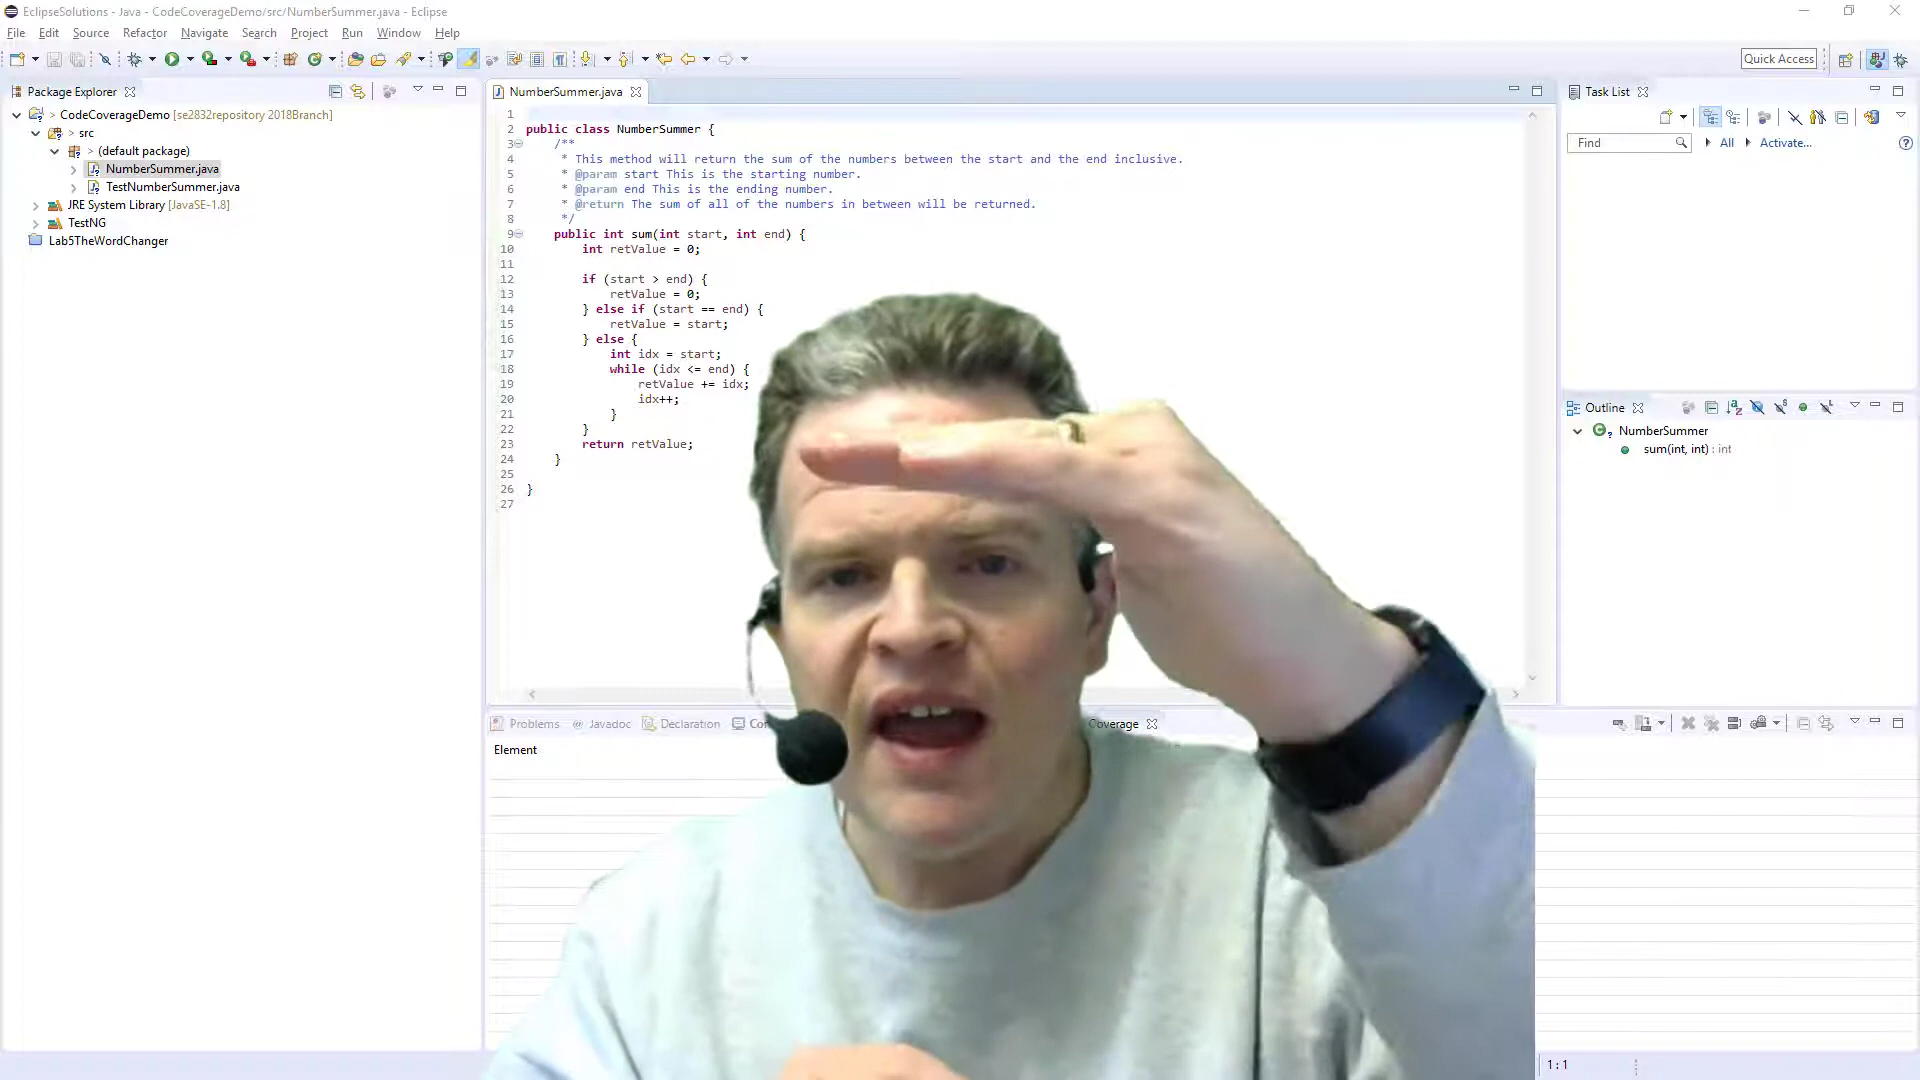 EclipseSolutions - Java - CodeCoverageDemo/src/NumberSummer.java - Eclipse
File Edit Source Refactor Navigate Search Project Run Window Help
Quick Access
Package Explorer
> CodeCoverageDemo [se2832repository 2018Branch]
> src
> (default package)
NumberSummer.java
TestNumberSummer.java
JRE System Library [JavaSE-1.8]
TestNG
Lab5TheWordChanger
NumberSummer.java
1
2 public class NumberSummer {
3 /**
4 * This method will return the sum of the numbers between the start and the end inclusive.
5 * @param start This is the starting number.
6 * @param end This is the ending number.
7 * @return The sum of all of the numbers in between will be returned.
8 */
9 public int sum(int start, int end) {
10 int retValue = 0;
11
12 if (start > end) {
13 retValue = 0;
14 } else if (start == end) {
15 retValue = start;
16 } else {
17 int idx = start;
18 while (idx <= end) {
19 retValue += idx;
20 idx++;
21 }
22 }
23 return retValue;
24 }
25
26 }
27
Task List
Find All Activate...
Outline
NumberSummer
sum(int, int) : int
Problems @ Javadoc Declaration Coverage
Element
1:1